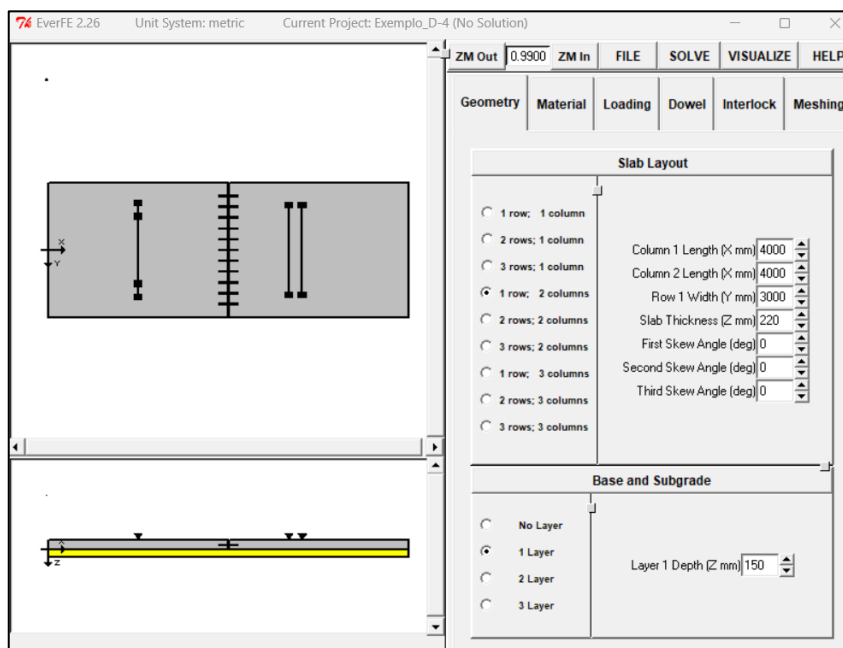 EverFE 2.26 Unit System: metric Current Project: Exemplo_D-4 (No Solution)
ZM Out 0.9900 ZM In FILE SOLVE VISUALIZE HELP
Geometry Material Loading Dowel Interlock Meshing
Slab Layout
1 row; 1 column
2 rows; 1 column
3 rows; 1 column
1 row; 2 columns
2 rows; 2 columns
3 rows; 2 columns
1 row; 3 columns
2 rows; 3 columns
3 rows; 3 columns
Column 1 Length (X mm) 4000
Column 2 Length (X mm) 4000
Row 1 Width (Y mm) 3000
Slab Thickness (Z mm) 220
First Skew Angle (deg) 0
Second Skew Angle (deg) 0
Third Skew Angle (deg) 0
X
Y
Base and Subgrade
No Layer
1 Layer
2 Layer
3 Layer
Layer 1 Depth (Z mm) 150
X
Z